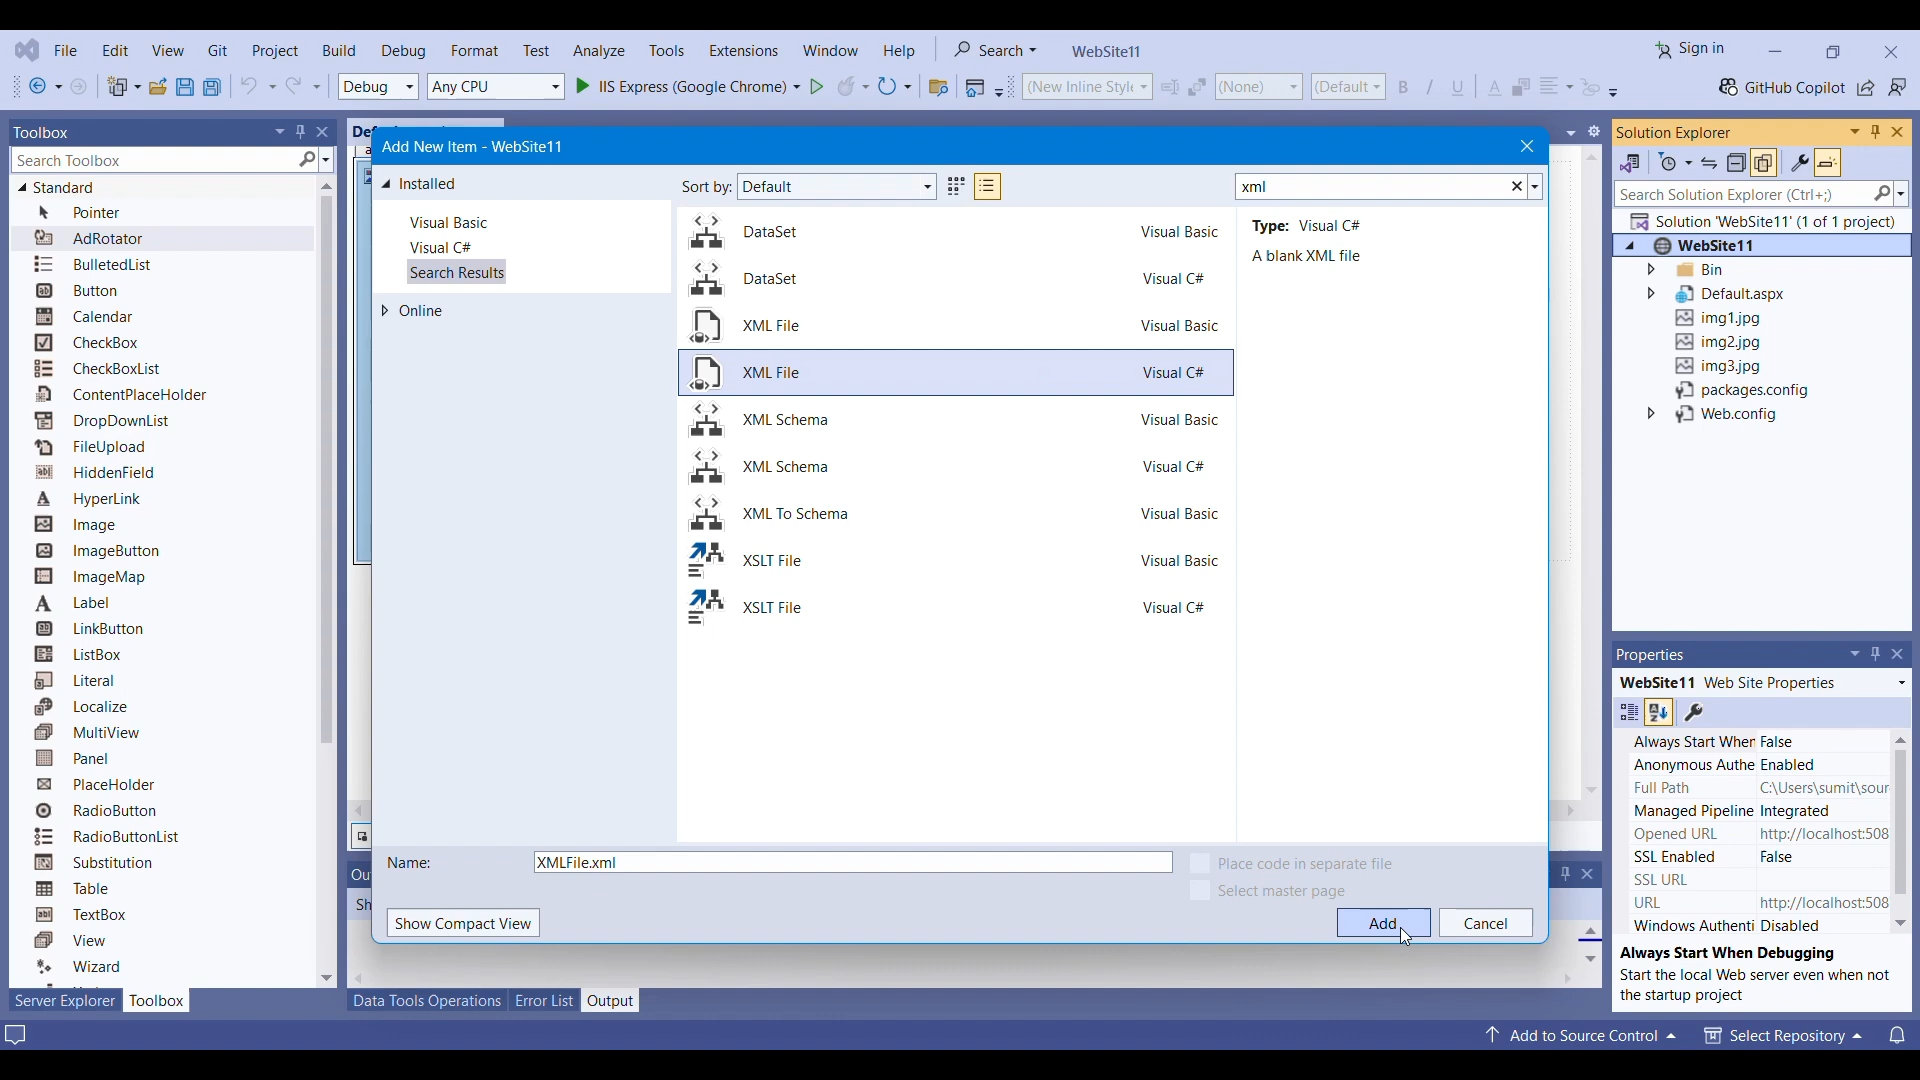 File Edit View Git Project Build Debug Format Test Analyze Tools Extensions Window Help Search WebSite11 Sign in
Debug Any CPU IIS Express (Google Chrome) (New Inline Style (None) (Default B I U A GitHub Copilot
Toolbox
Search Toolbox
Standard
Pointer
AdRotator
BulletedList
Button
Calendar
CheckBox
CheckBoxList
ContentPlaceHolder
DropDownList
FileUpload
HiddenField
HyperLink
Image
ImageButton
ImageMap
Label
LinkButton
ListBox
Literal
Localize
MultiView
Panel
PlaceHolder
RadioButton
RadioButtonList
Substitution
Table
TextBox
View
Wizard
Server Explorer Toolbox
Add New Item - WebSite11
Installed
Visual Basic
Visual C#
Search Results
Online
Sort by: Default
xml
DataSet Visual Basic
DataSet Visual C#
XML File Visual Basic
XML File Visual C#
XML Schema Visual Basic
XML Schema Visual C#
XML To Schema Visual Basic
XSLT File Visual Basic
XSLT File Visual C#
Type: Visual C#
A blank XML file
Name: XMLFile.xml
Place code in separate file
Select master page
Show Compact View Add Cancel
Data Tools Operations Error List Output
Solution Explorer
Search Solution Explorer (Ctrl+;)
Solution 'WebSite11' (1 of 1 project)
WebSite11
Bin
Default.aspx
img1.jpg
img2.jpg
img3.jpg
packages.config
Web.config
Properties
WebSite11 Web Site Properties
Always Start When False
Anonymous Authe Enabled
Full Path C:\Users\sumit\sour
Managed Pipeline Integrated
Opened URL http://localhost:508
SSL Enabled False
SSL URL
URL http://localhost:508
Windows Authenti Disabled
Always Start When Debugging
Start the local Web server even when not
the startup project
Add to Source Control Select Repository